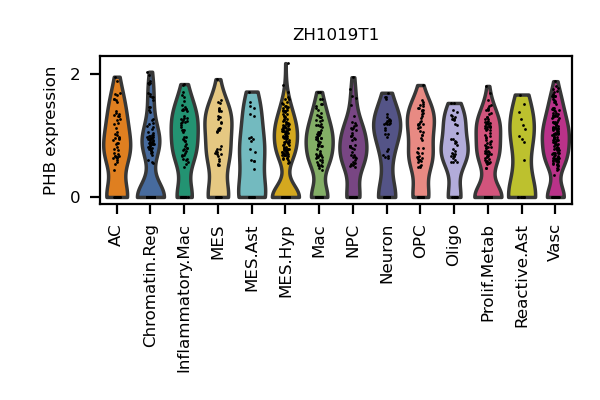 ZH1019T1
PHB expression
2
0
AC
Chromatin.Reg
Inflammatory.Mac
MES
MES.Ast
MES.Hyp
Mac
NPC
Neuron
OPC
Oligo
Prolif.Metab
Reactive.Ast
Vasc